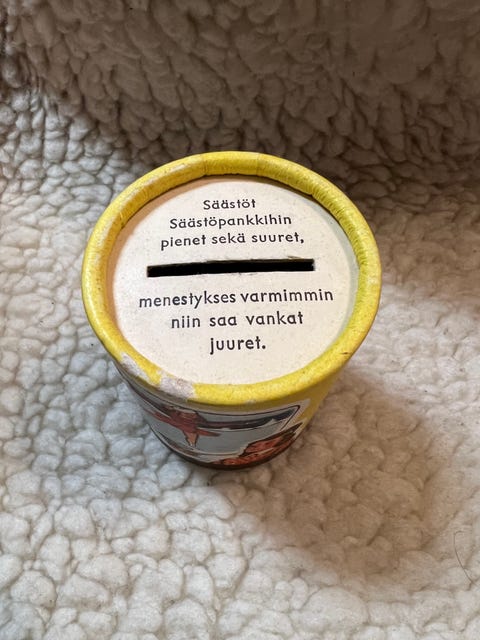 Säästöt
Säästöpankkihin
pienet sekä suuret,
menestykses varmimmin
niin saa vankat
juuret.